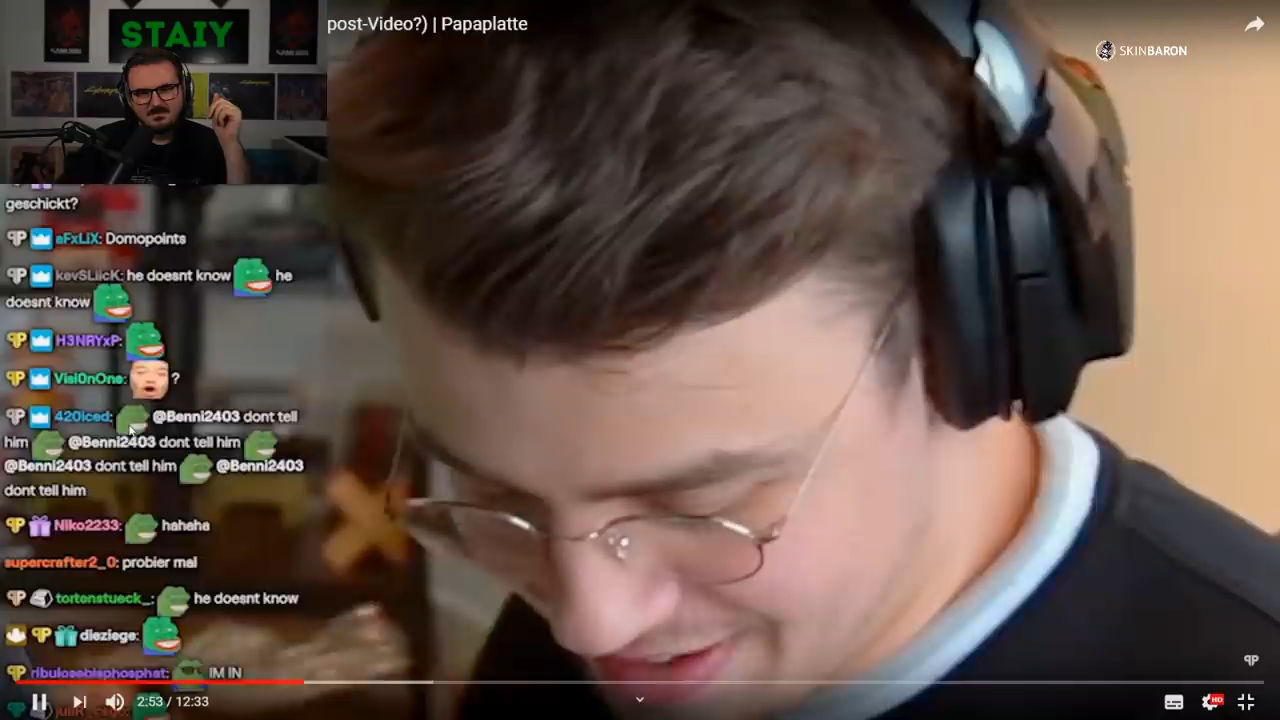 STAIY
post-Video?) | Papaplatte
SKINBARON
geschickt?
aFxLiX: Domopoints
kevSLiicK: he doesnt know he
doesnt know
H3NRYxP:
Visi0nOne: ?
420iced: @Benni2403 dont tell
him @Benni2403 dont tell him
@Benni2403 dont tell him @Benni2403
dont tell him
Niko2233: hahaha
supercrafter2_0: probier mal
tortenstueck_: he doesnt know
dieziege:
ribulosebisphosphat: IM IN
2:53 / 12:33
HD